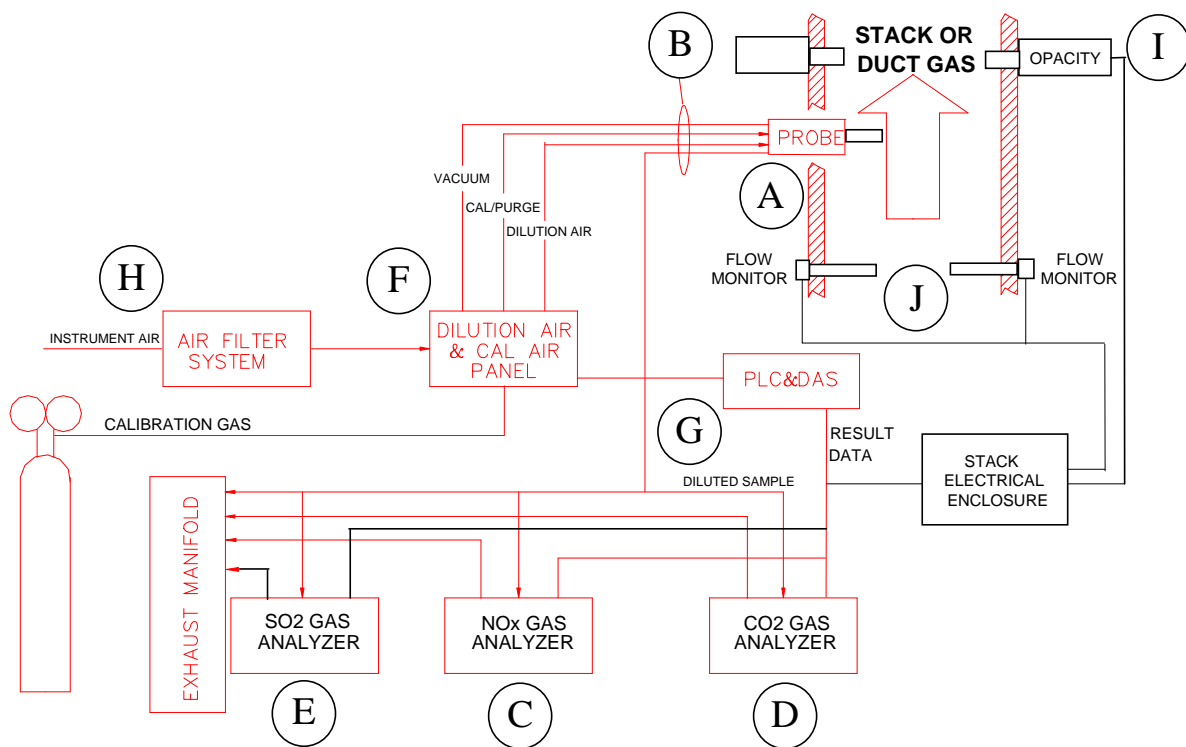 B
STACK OR
DUCT GAS
OPACITY
I
PROBE
VACUUM
CAL/PURGE
DILUTION AIR
A
H
F
FLOW
MONITOR
J
FLOW
MONITOR
INSTRUMENT AIR
AIR FILTER
SYSTEM
DILUTION AIR
& CAL AIR
PANEL
PLC&DAS
CALIBRATION GAS
G
RESULT
DATA
STACK
ELECTRICAL
ENCLOSURE
DILUTED SAMPLE
EXHAUST MANIFOLD
SO2 GAS
ANALYZER
NOx GAS
ANALYZER
CO2 GAS
ANALYZER
E
C
D